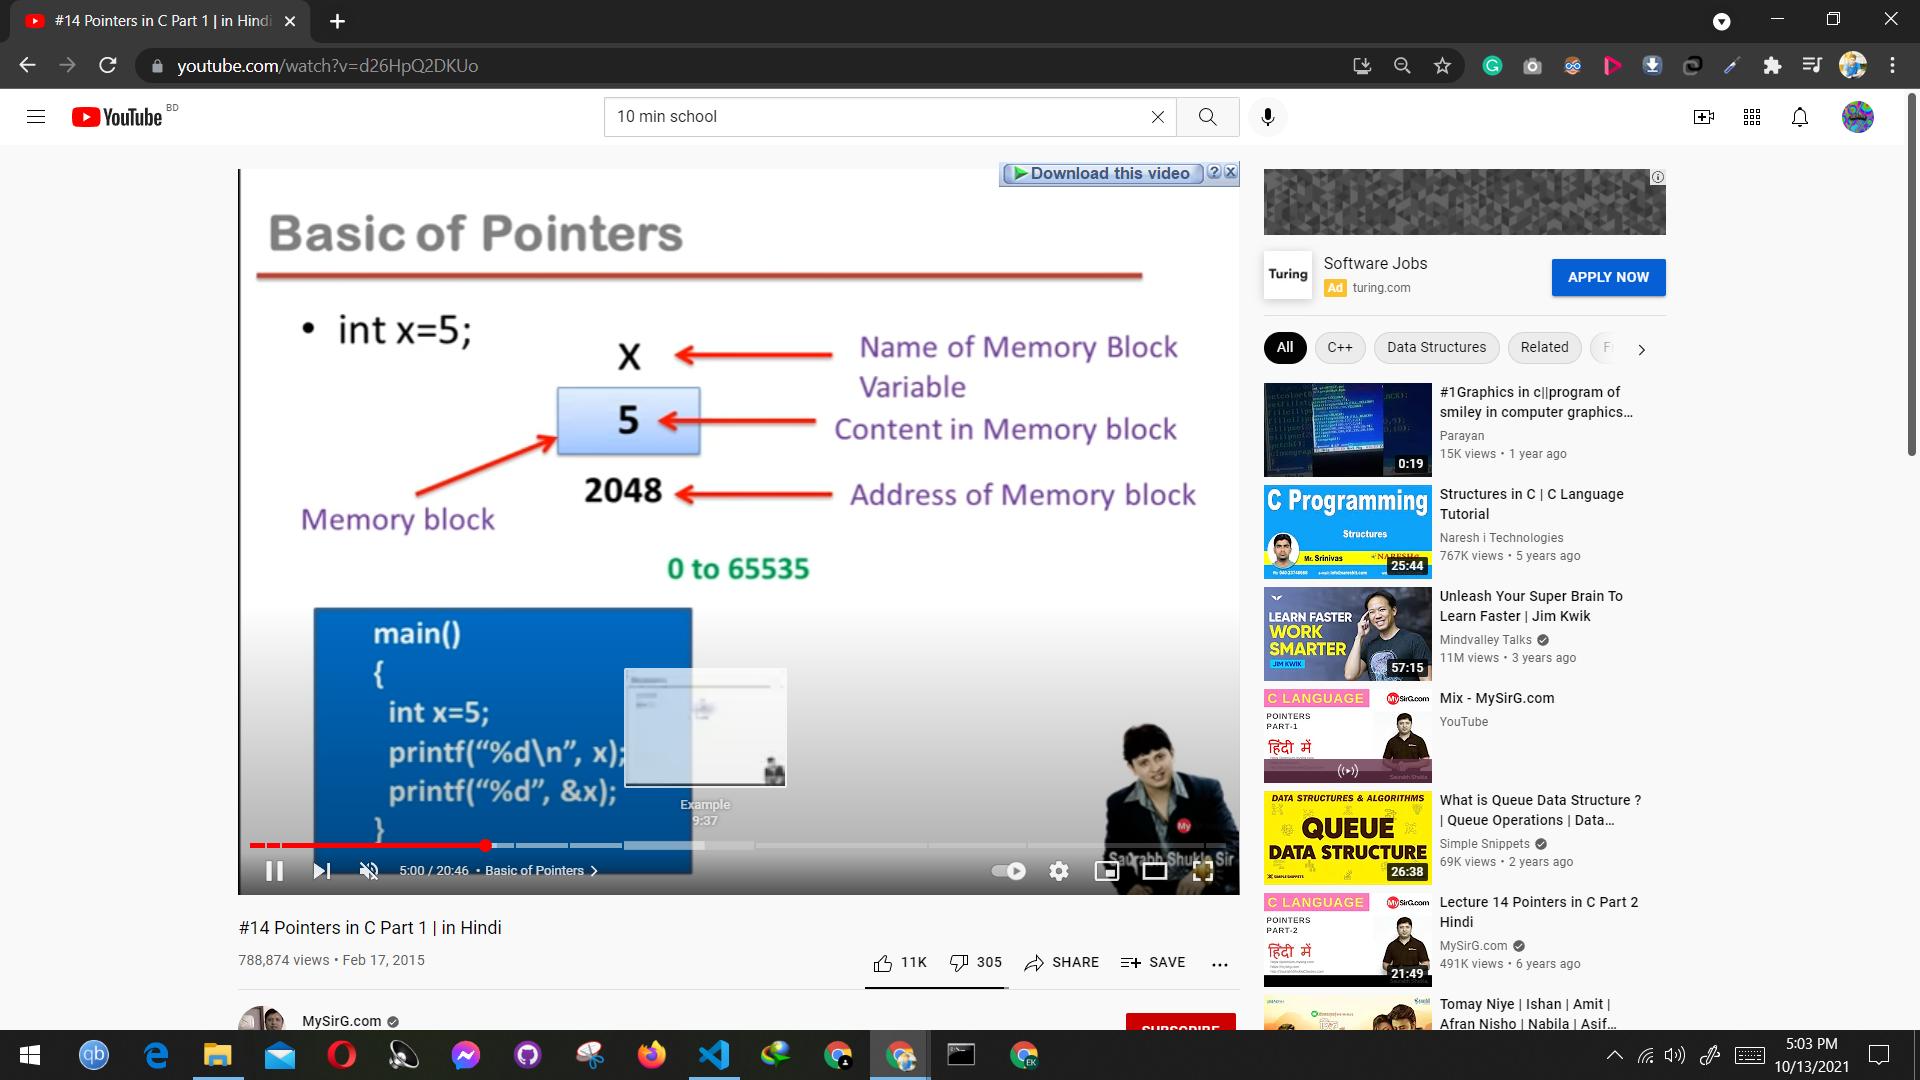 #14 Pointers in C Part 1 | in Hindi
youtube.com/watch?v=d26HpQ2DKUo
YouTube BD
10 min school
Download this video
Basic of Pointers
• int x=5;
X
Name of Memory Block
Variable
5
Content in Memory block
2048
Address of Memory block
Memory block
0 to 65535
main()
{
int x=5;
printf("%d\n", x);
printf("%d", &x);
}
Example
9:37
My
Saurabh Shukla Sir
5:00 / 20:46 • Basic of Pointers
#14 Pointers in C Part 1 | in Hindi
788,874 views • Feb 17, 2015
11K
305
SHARE
SAVE
MySirG.com
SUBSCRIBE
Turing
Software Jobs
Ad turing.com
APPLY NOW
All
C++
Data Structures
Related
0:19
#1Graphics in c||program of
smiley in computer graphics...
Parayan
15K views • 1 year ago
C Programming
Structures
Mr. Srinivas
25:44
Structures in C | C Language
Tutorial
Naresh i Technologies
767K views • 5 years ago
LEARN FASTER
WORK
SMARTER
JIM KWIK
57:15
Unleash Your Super Brain To
Learn Faster | Jim Kwik
Mindvalley Talks
11M views • 3 years ago
C LANGUAGE
MySirG.com
POINTERS
PART-1
हिंदी में
Saurabh Shukla
Mix - MySirG.com
YouTube
DATA STRUCTURES & ALGORITHMS
QUEUE
DATA STRUCTURE
SIMPLE SNIPPETS
26:38
What is Queue Data Structure ?
| Queue Operations | Data...
Simple Snippets
69K views • 2 years ago
C LANGUAGE
MySirG.com
POINTERS
PART-2
हिंदी में
21:49
Lecture 14 Pointers in C Part 2
Hindi
MySirG.com
491K views • 6 years ago
Tomay Niye | Ishan | Amit |
Afran Nisho | Nabila | Asif...
qb
EK
5:03 PM
10/13/2021